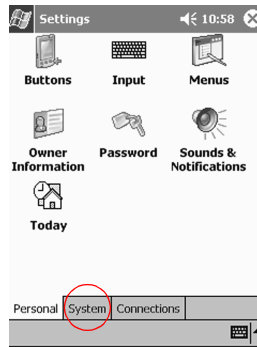 Settings 10:58
Buttons Input Menus
Owner Information Password Sounds & Notifications
Today
Personal System Connections